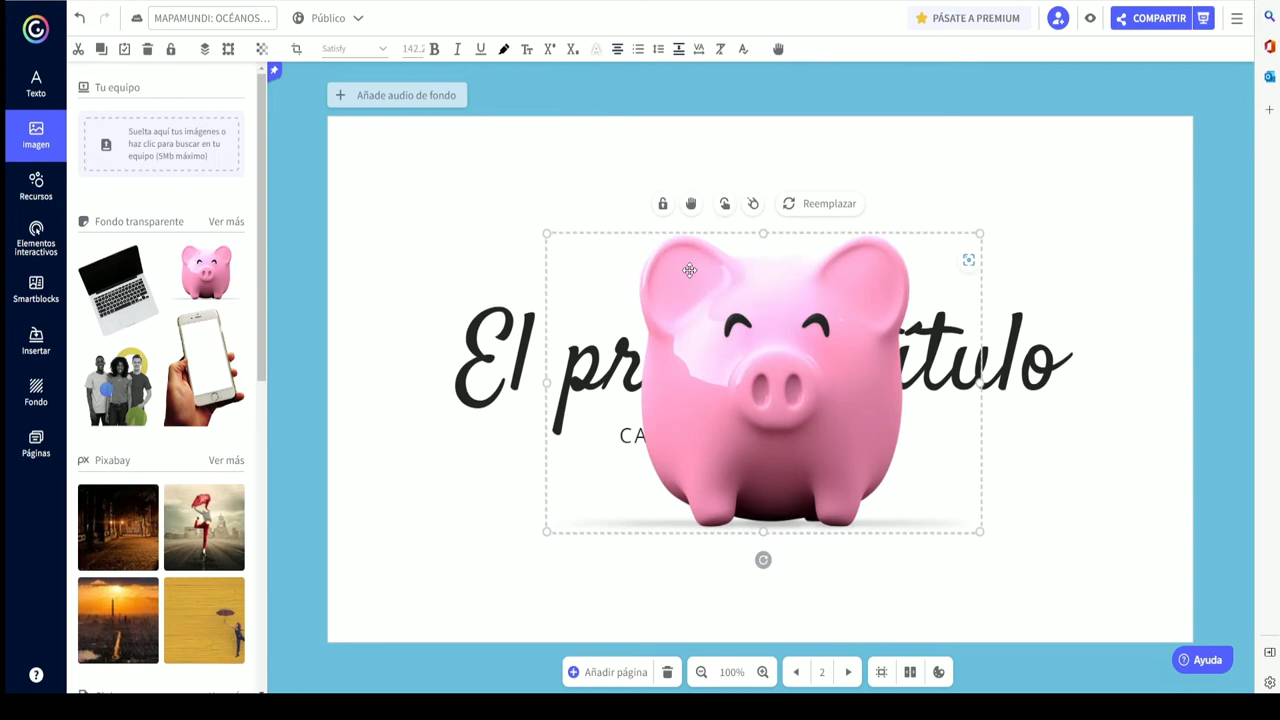 MAPAMUNDI: OCÉANOS...
Público
PÁSATE A PREMIUM
COMPARTIR
Satisfy
142.
Texto
Imagen
Recursos
Elementos
interactivos
Smartblocks
Insertar
Fondo
Páginas
Tu equipo
Suelta aquí tus imágenes o
haz clic para buscar en tu
equipo (5Mb máximo)
Fondo transparente
Ver más
px
Pixabay
Ver más
Añade audio de fondo
Reemplazar
El pr
ítulo
CA
Añadir página
100%
2
Ayuda